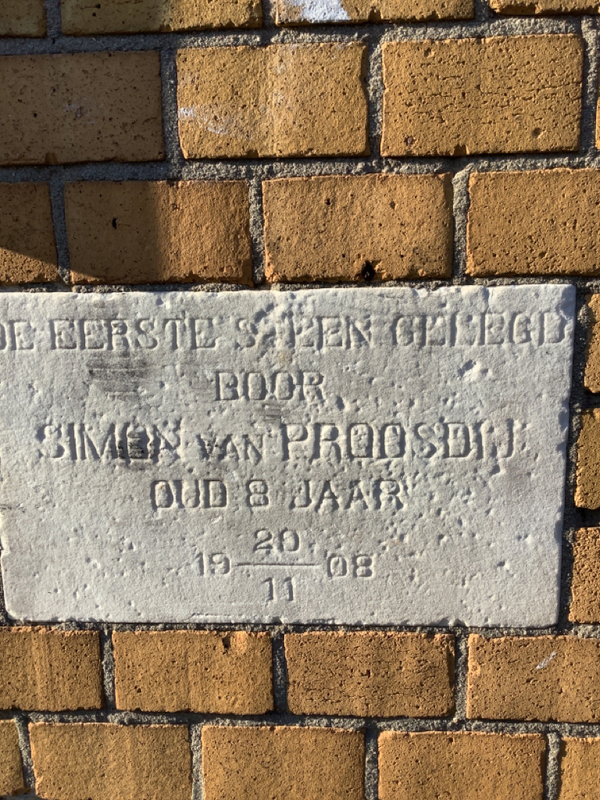 DE EERSTE STEEN GELEGD
DOOR
SIMON VAN PROOSDIJ
OUD 8 JAAR
20
19 — 08
11